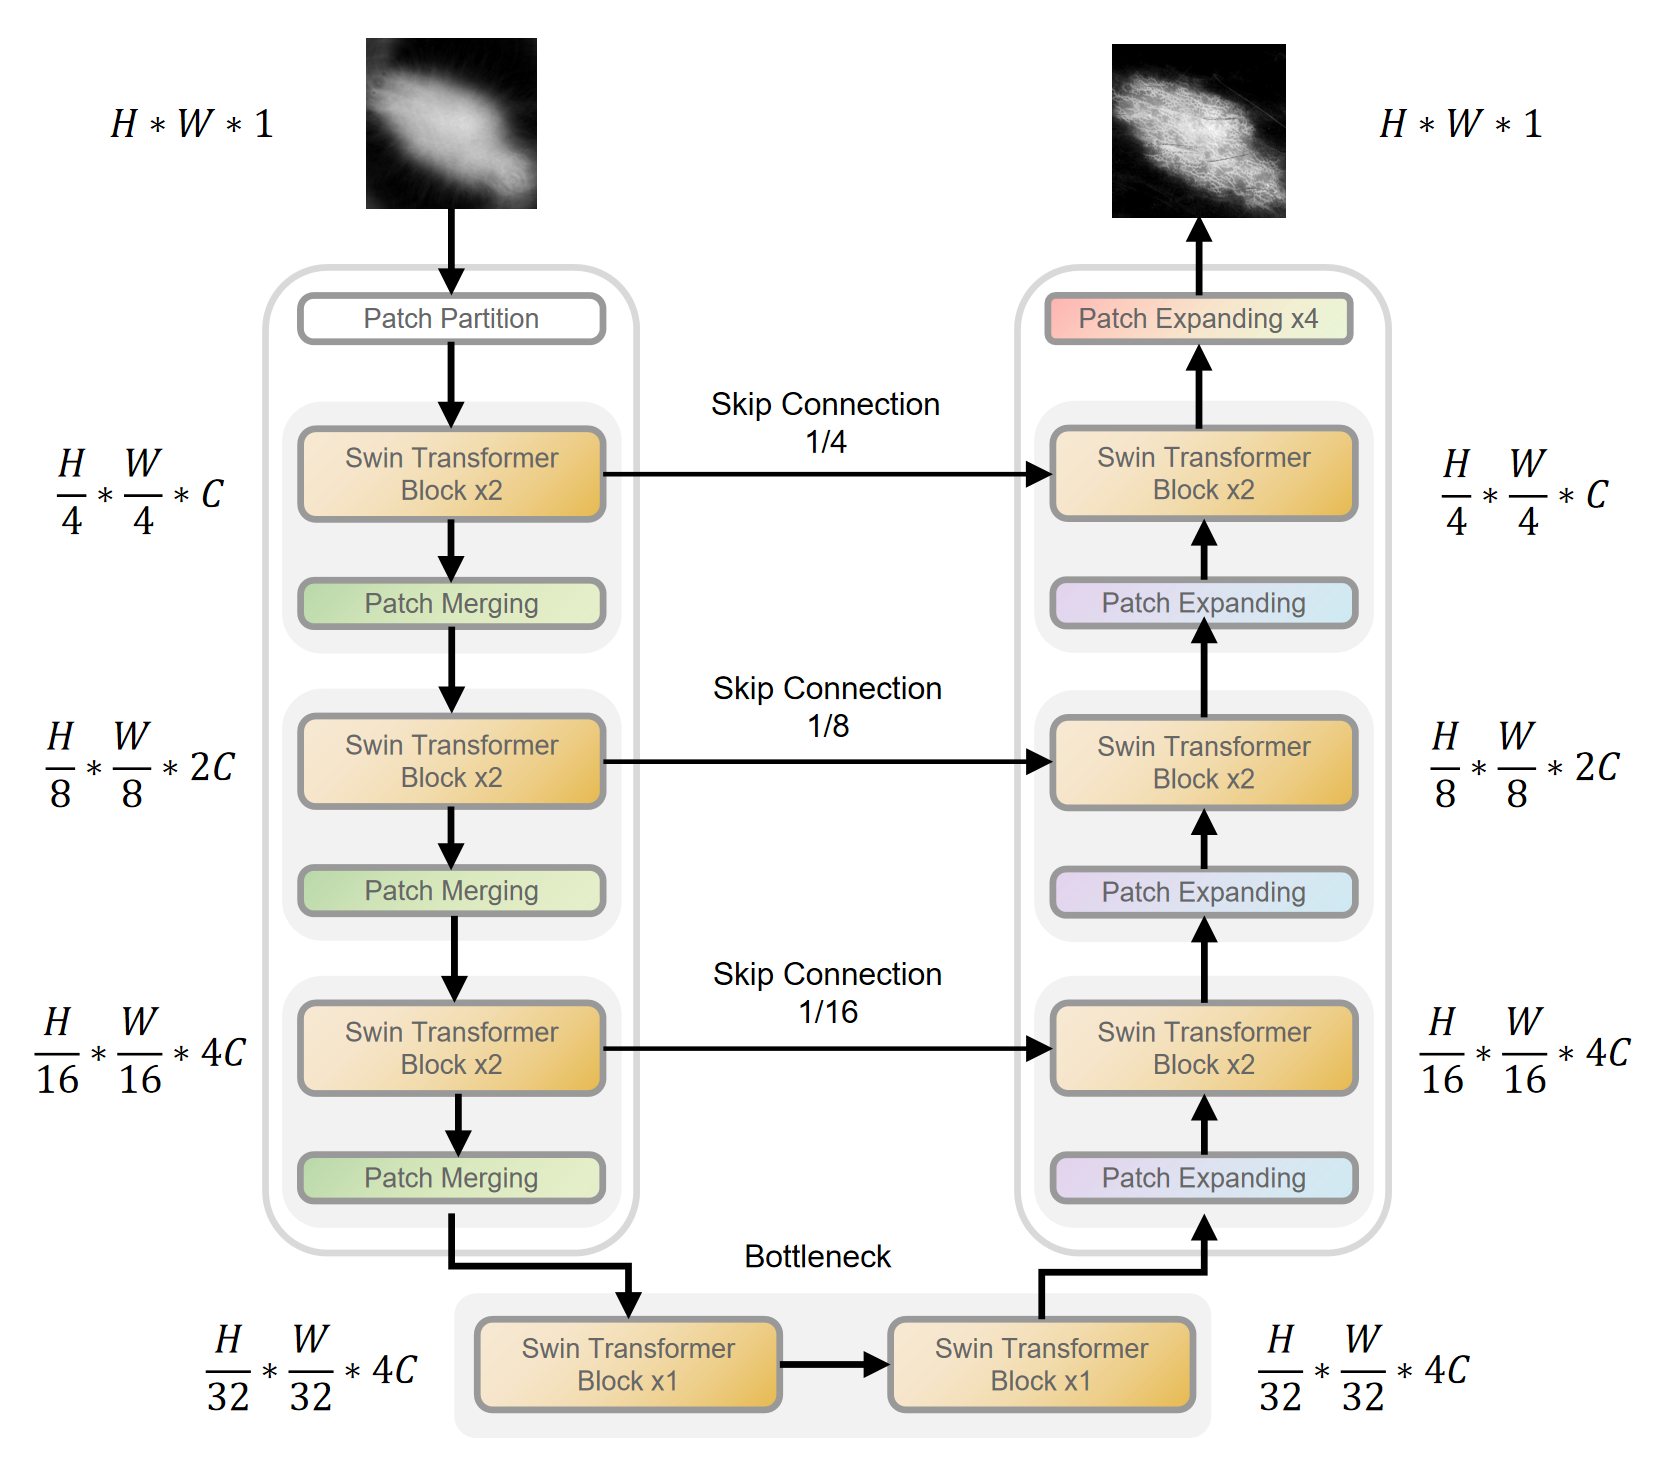 H * W * 1
H * W * 1
Patch Partition
Patch Expanding x4
Skip Connection
1/4
H/4 * W/4 * C
Swin Transformer
Block x2
Swin Transformer
Block x2
H/4 * W/4 * C
Patch Merging
Patch Expanding
Skip Connection
1/8
H/8 * W/8 * 2C
Swin Transformer
Block x2
Swin Transformer
Block x2
H/8 * W/8 * 2C
Patch Merging
Patch Expanding
Skip Connection
1/16
H/16 * W/16 * 4C
Swin Transformer
Block x2
Swin Transformer
Block x2
H/16 * W/16 * 4C
Patch Merging
Patch Expanding
Bottleneck
H/32 * W/32 * 4C
Swin Transformer
Block x1
Swin Transformer
Block x1
H/32 * W/32 * 4C